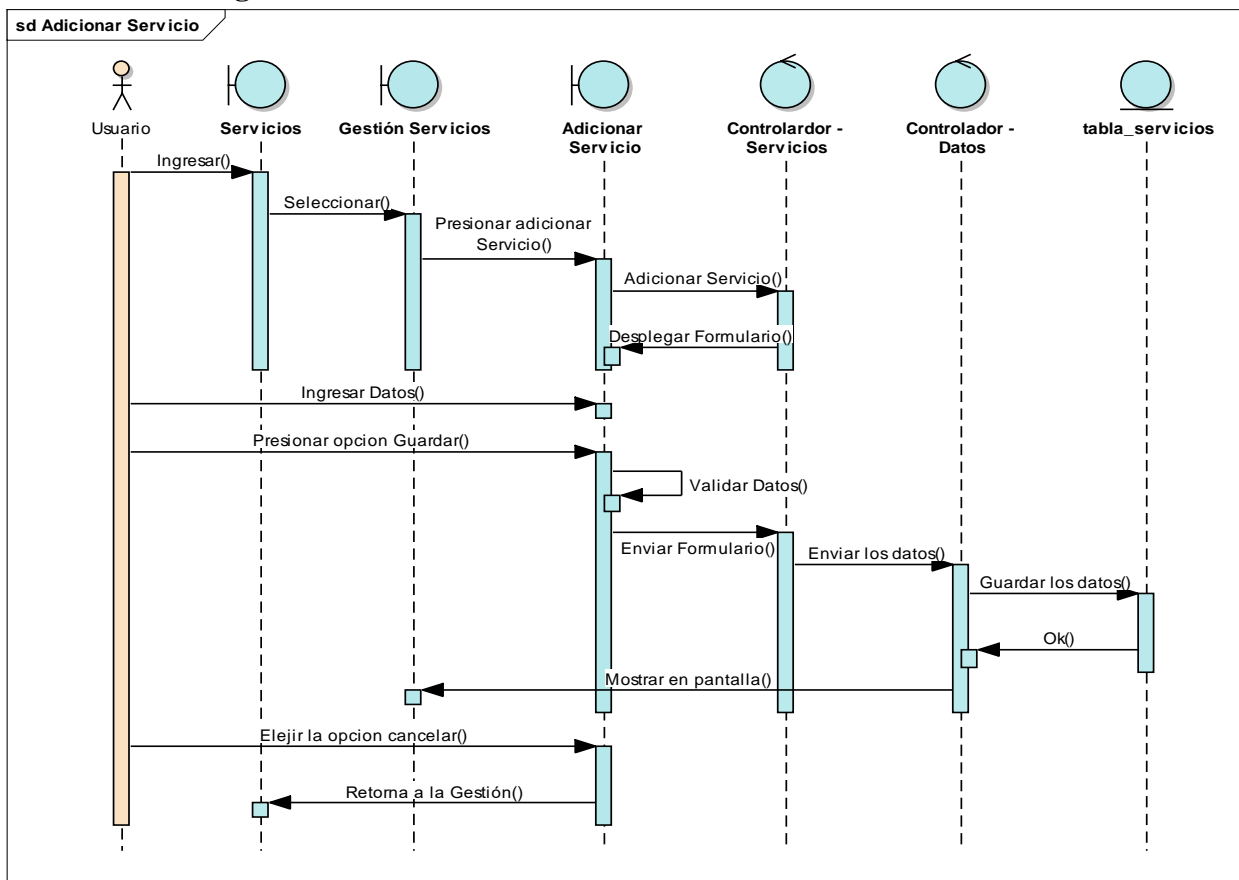 sd Adicionar Servicio
Usuario
Servicios
Gestión Servicios
Adicionar
Servicio
Controlardor -
Servicios
Controlador -
Datos
tabla_servicios
Ingresar()
Seleccionar()
Presionar adicionar
Servicio()
Adicionar Servicio()
Desplegar Formulario()
Ingresar Datos()
Presionar opcion Guardar()
Validar Datos()
Enviar Formulario()
Enviar los datos()
Guardar los datos()
Ok()
Mostrar en pantalla()
Elejir la opcion cancelar()
Retorna a la Gestión()